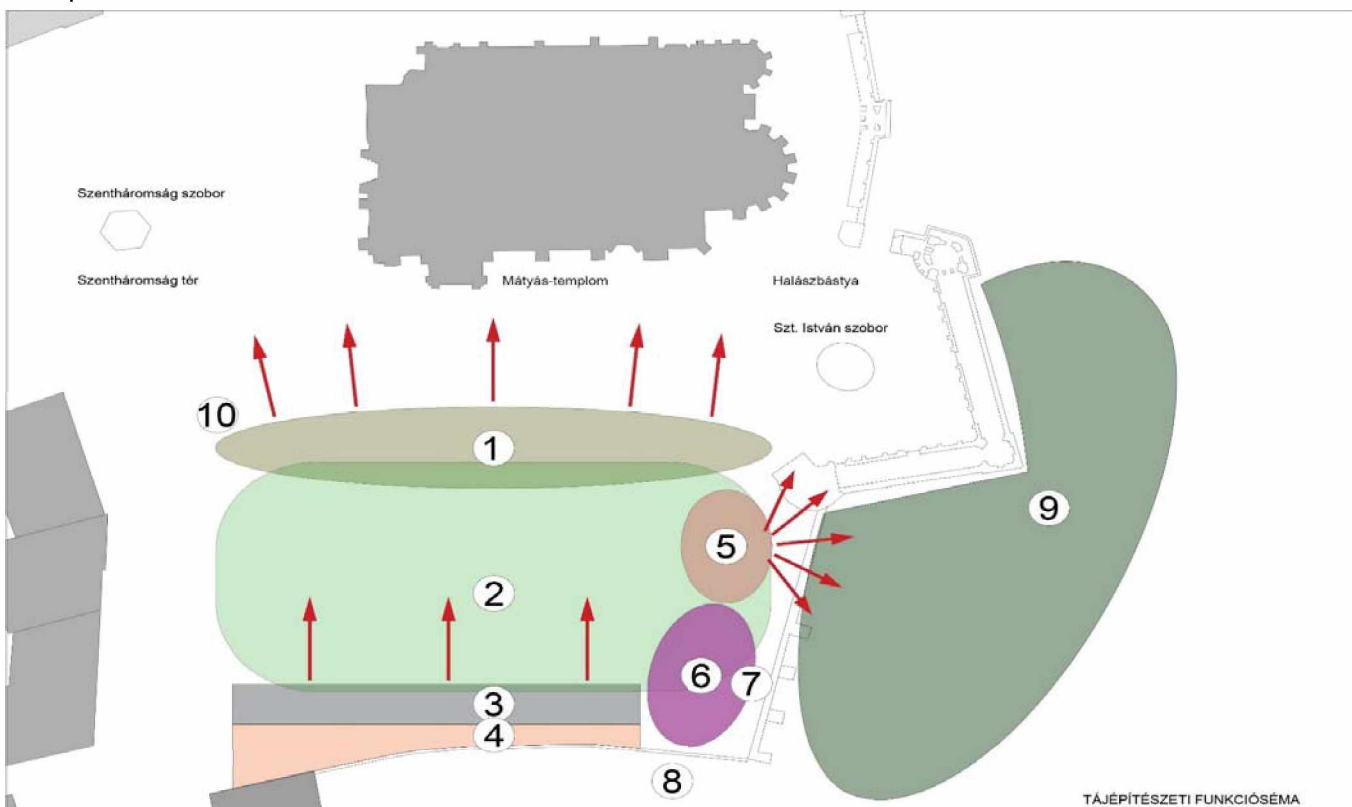 Szentháromság szobor
Szentháromság tér
Mátyás-templom
Halászbástya
Szt. István szobor
10
1
5
9
2
6
7
3
4
8
TÁJÉPÍTÉSZETI FUNKCIÓSÉMA